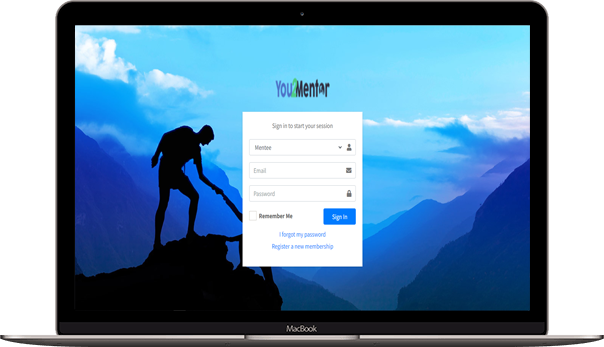 You2Mentor
Sign in to start your session
Mentee
Email
Password
Remember Me
Sign In
I forgot my password
Register a new membership
MacBook